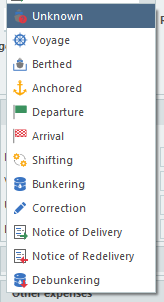 Unknown
Voyage
Berthed
Anchored
Departure
Arrival
Shifting
Bunkering
Correction
Notice of Delivery
Notice of Redelivery
Debunkering
Other expenses